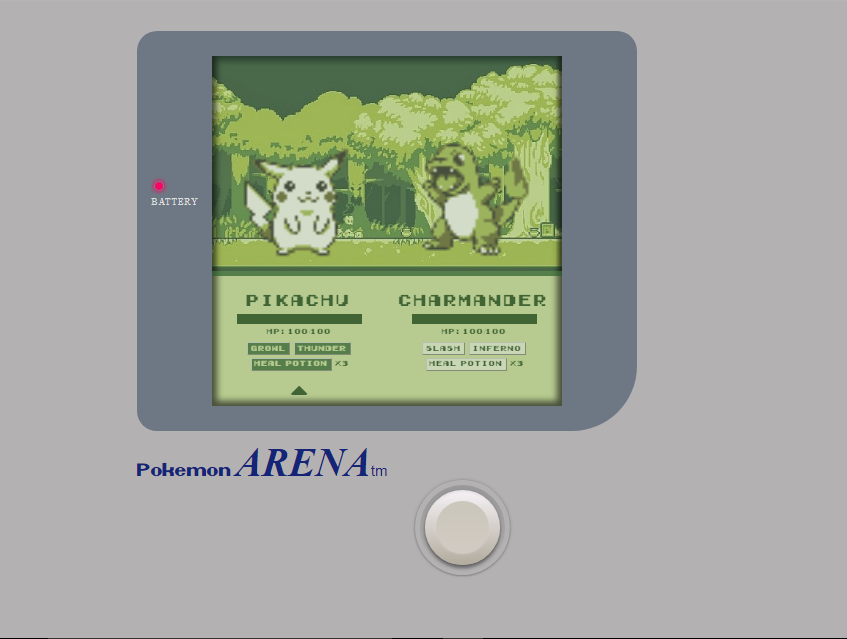 BATTERY
PIKACHU CHARMANDER
HP: 100/100 HP: 100/100
GROWL THUNDER SLASH INFERNO
HEAL POTION X3 HEAL POTION X3
Pokemon ARENA tm